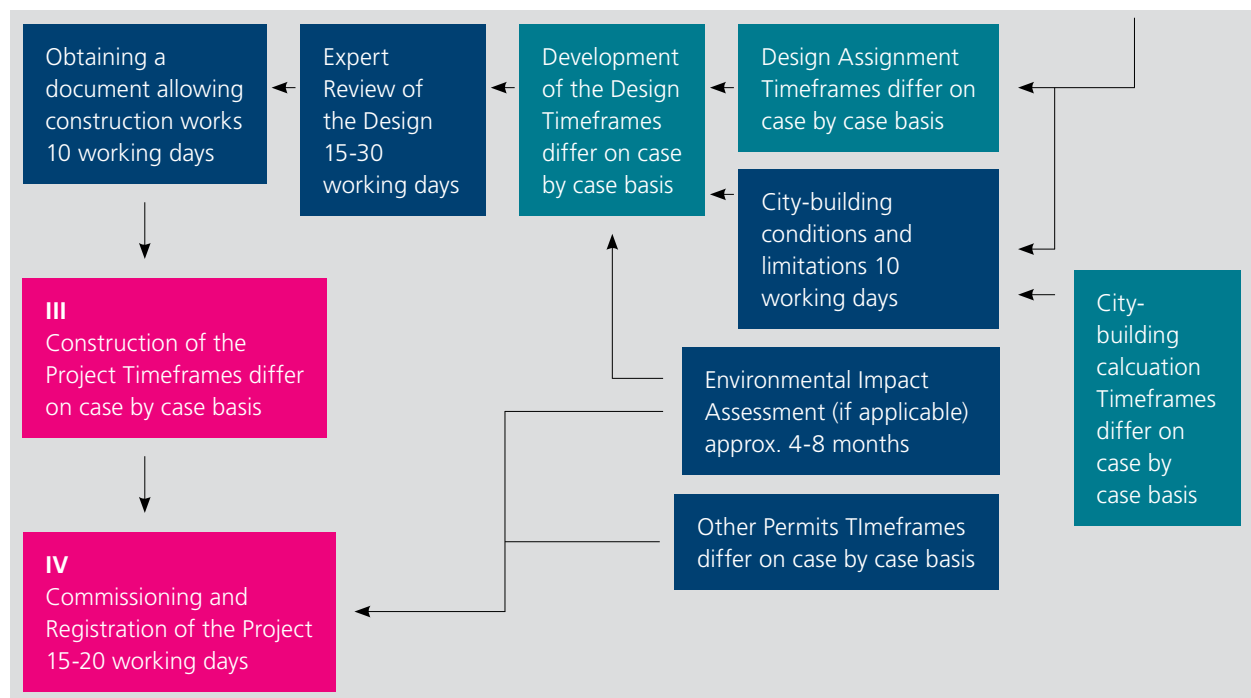 Obtaining a
document allowing
construction works
10 working days
Expert
Review of
the Design
15-30
working days
Development
of the Design
Timeframes
differ on case
by case basis
Design Assignment
Timeframes differ on
case by case basis
City-building
conditions and
limitations 10
working days
City-
building
calcuation
Timeframes
differ on
case by
case basis
III
Construction of the
Project Timeframes differ
on case by case basis
Environmental Impact
Assessment (if applicable)
approx. 4-8 months
Other Permits TImeframes
differ on case by case basis
IV
Commissioning and
Registration of the Project
15-20 working days